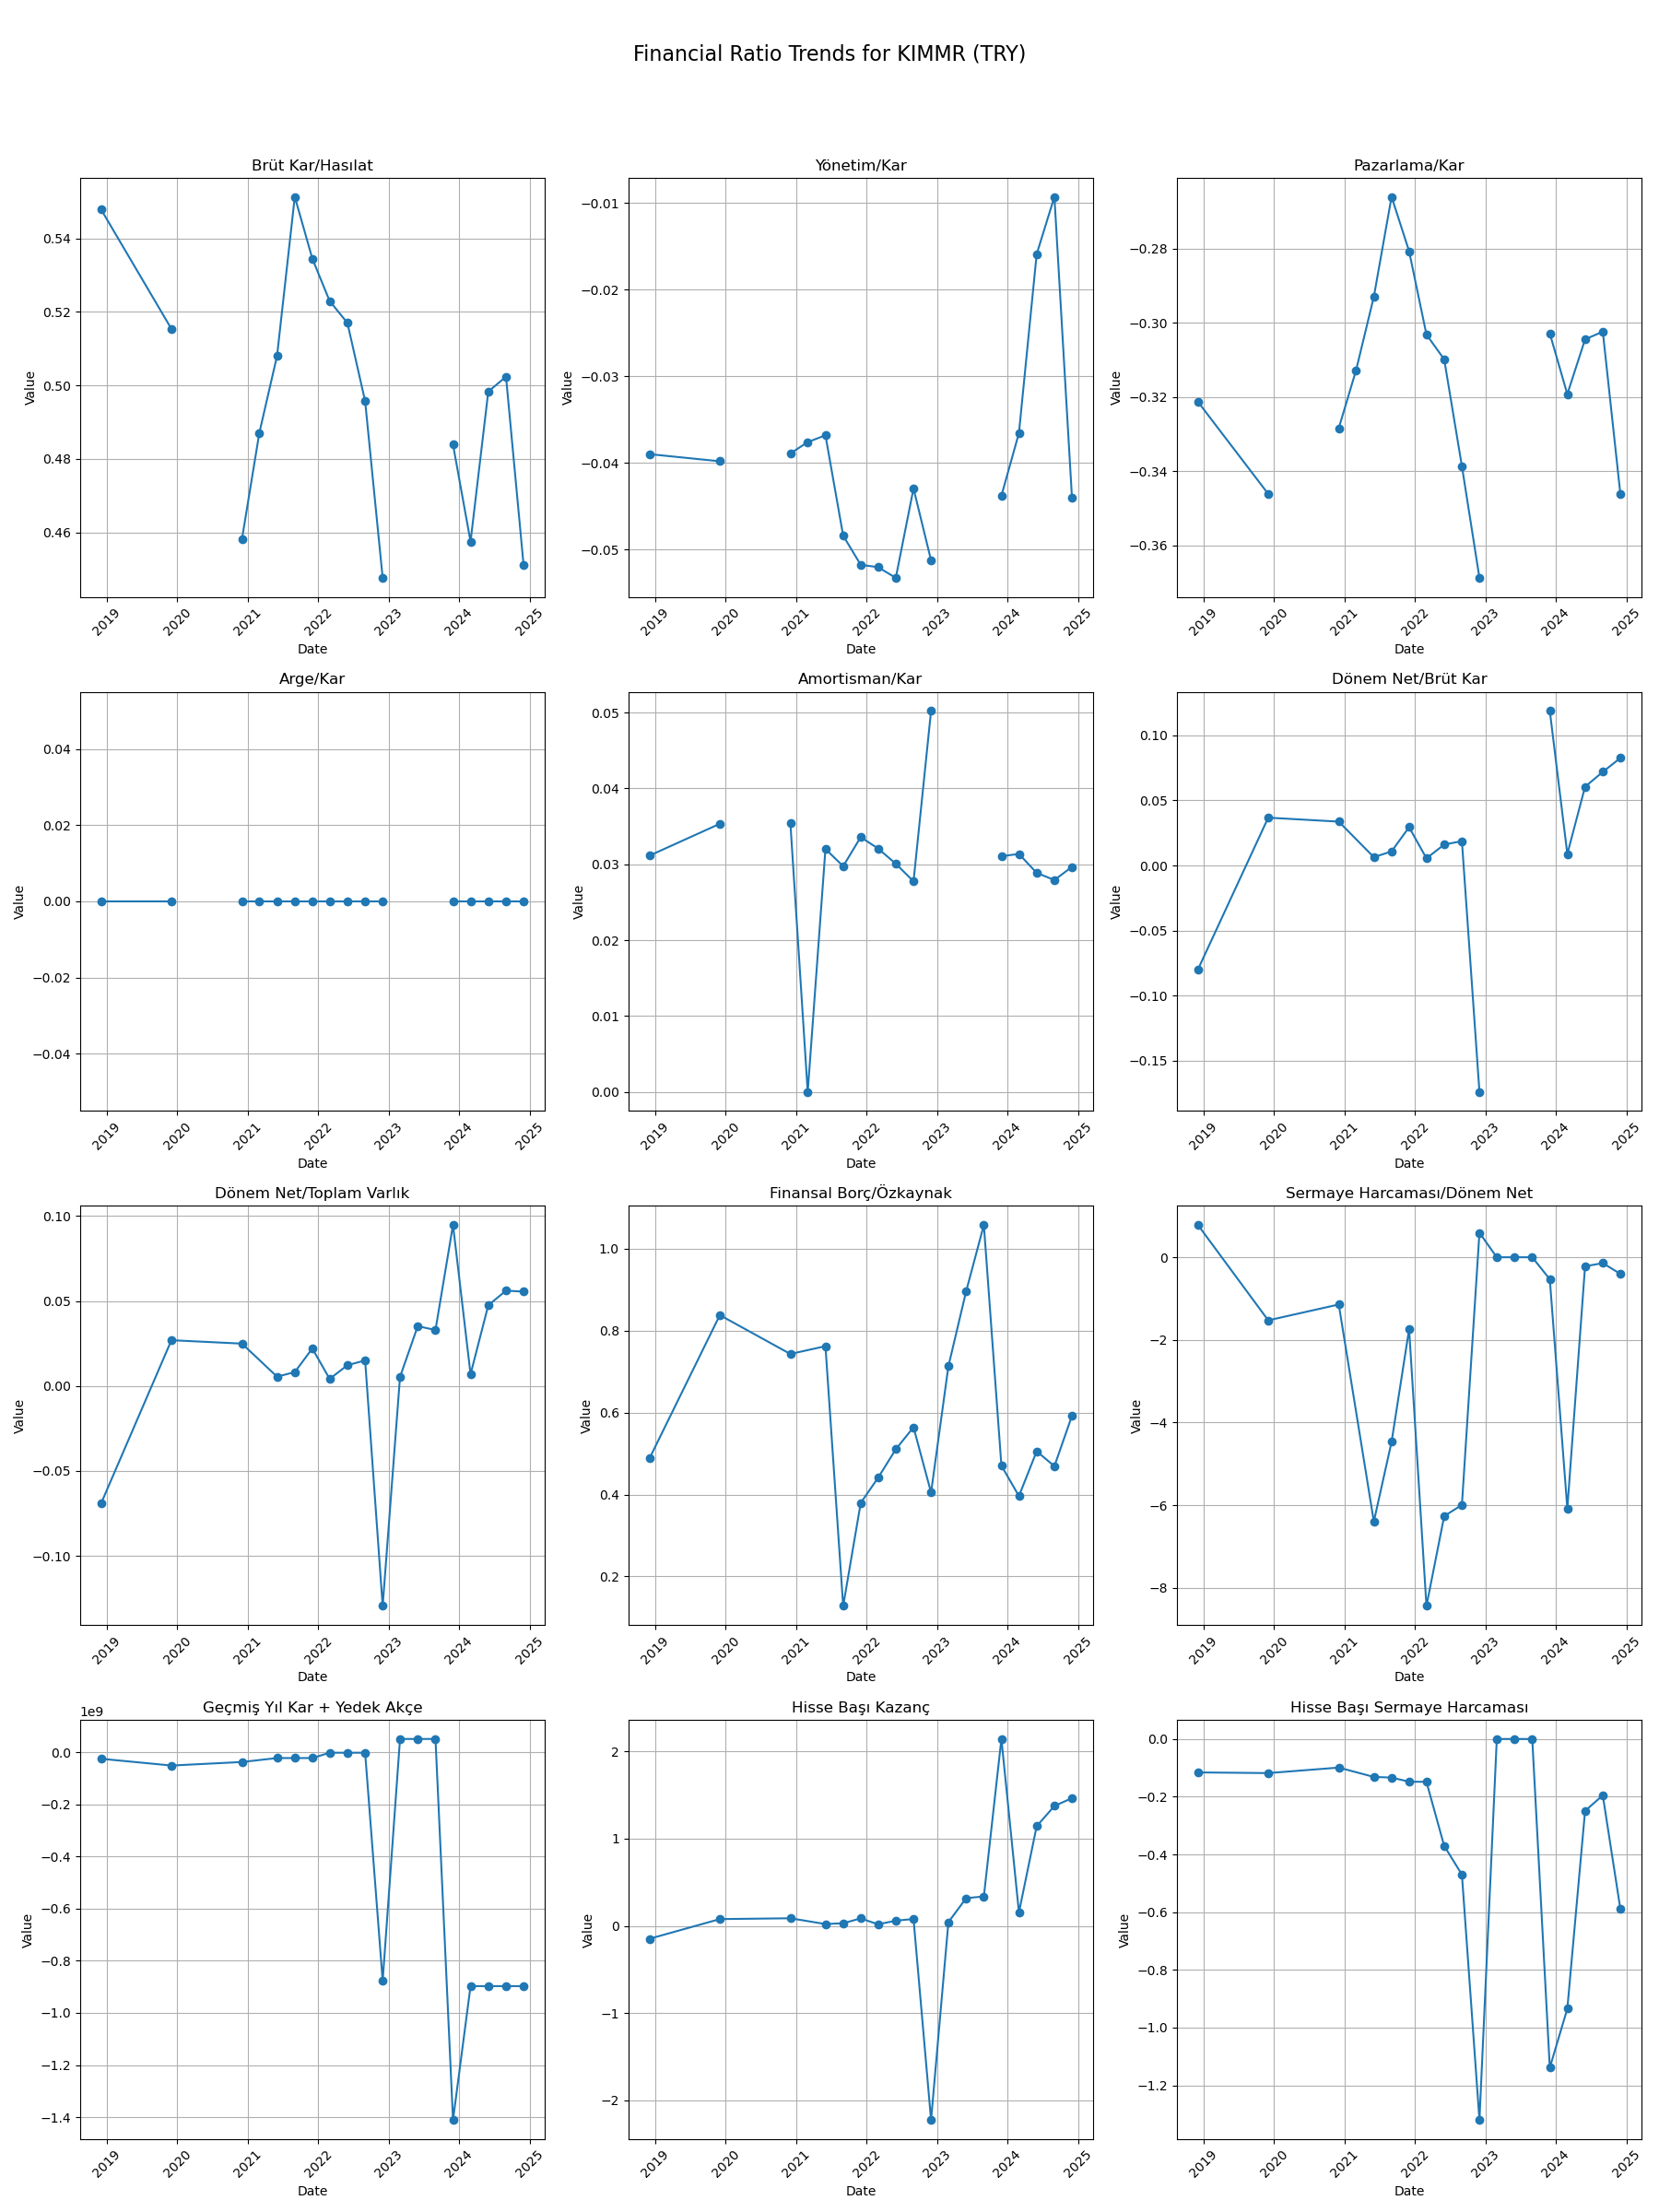 Financial Ratio Trends for KIMMR (TRY)
Brüt Kar/Hasılat
Value
0.54
0.52
0.50
0.48
0.46
2019 2020 2021 2022 2023 2024 2025
Date
Yönetim/Kar
Value
−0.01
−0.02
−0.03
−0.04
−0.05
2019 2020 2021 2022 2023 2024 2025
Date
Pazarlama/Kar
Value
−0.28
−0.30
−0.32
−0.34
−0.36
2019 2020 2021 2022 2023 2024 2025
Date
Arge/Kar
Value
0.04
0.02
0.00
−0.02
−0.04
2019 2020 2021 2022 2023 2024 2025
Date
Amortisman/Kar
Value
0.05
0.04
0.03
0.02
0.01
0.00
2019 2020 2021 2022 2023 2024 2025
Date
Dönem Net/Brüt Kar
Value
0.10
0.05
0.00
−0.05
−0.10
−0.15
2019 2020 2021 2022 2023 2024 2025
Date
Dönem Net/Toplam Varlık
Value
0.10
0.05
0.00
−0.05
−0.10
2019 2020 2021 2022 2023 2024 2025
Date
Finansal Borç/Özkaynak
Value
1.0
0.8
0.6
0.4
0.2
2019 2020 2021 2022 2023 2024 2025
Date
Sermaye Harcaması/Dönem Net
Value
0
−2
−4
−6
−8
2019 2020 2021 2022 2023 2024 2025
Date
Geçmiş Yıl Kar + Yedek Akçe
1e9
Value
0.0
−0.2
−0.4
−0.6
−0.8
−1.0
−1.2
−1.4
2019 2020 2021 2022 2023 2024 2025
Date
Hisse Başı Kazanç
Value
2
1
0
−1
−2
2019 2020 2021 2022 2023 2024 2025
Date
Hisse Başı Sermaye Harcaması
Value
0.0
−0.2
−0.4
−0.6
−0.8
−1.0
−1.2
2019 2020 2021 2022 2023 2024 2025
Date